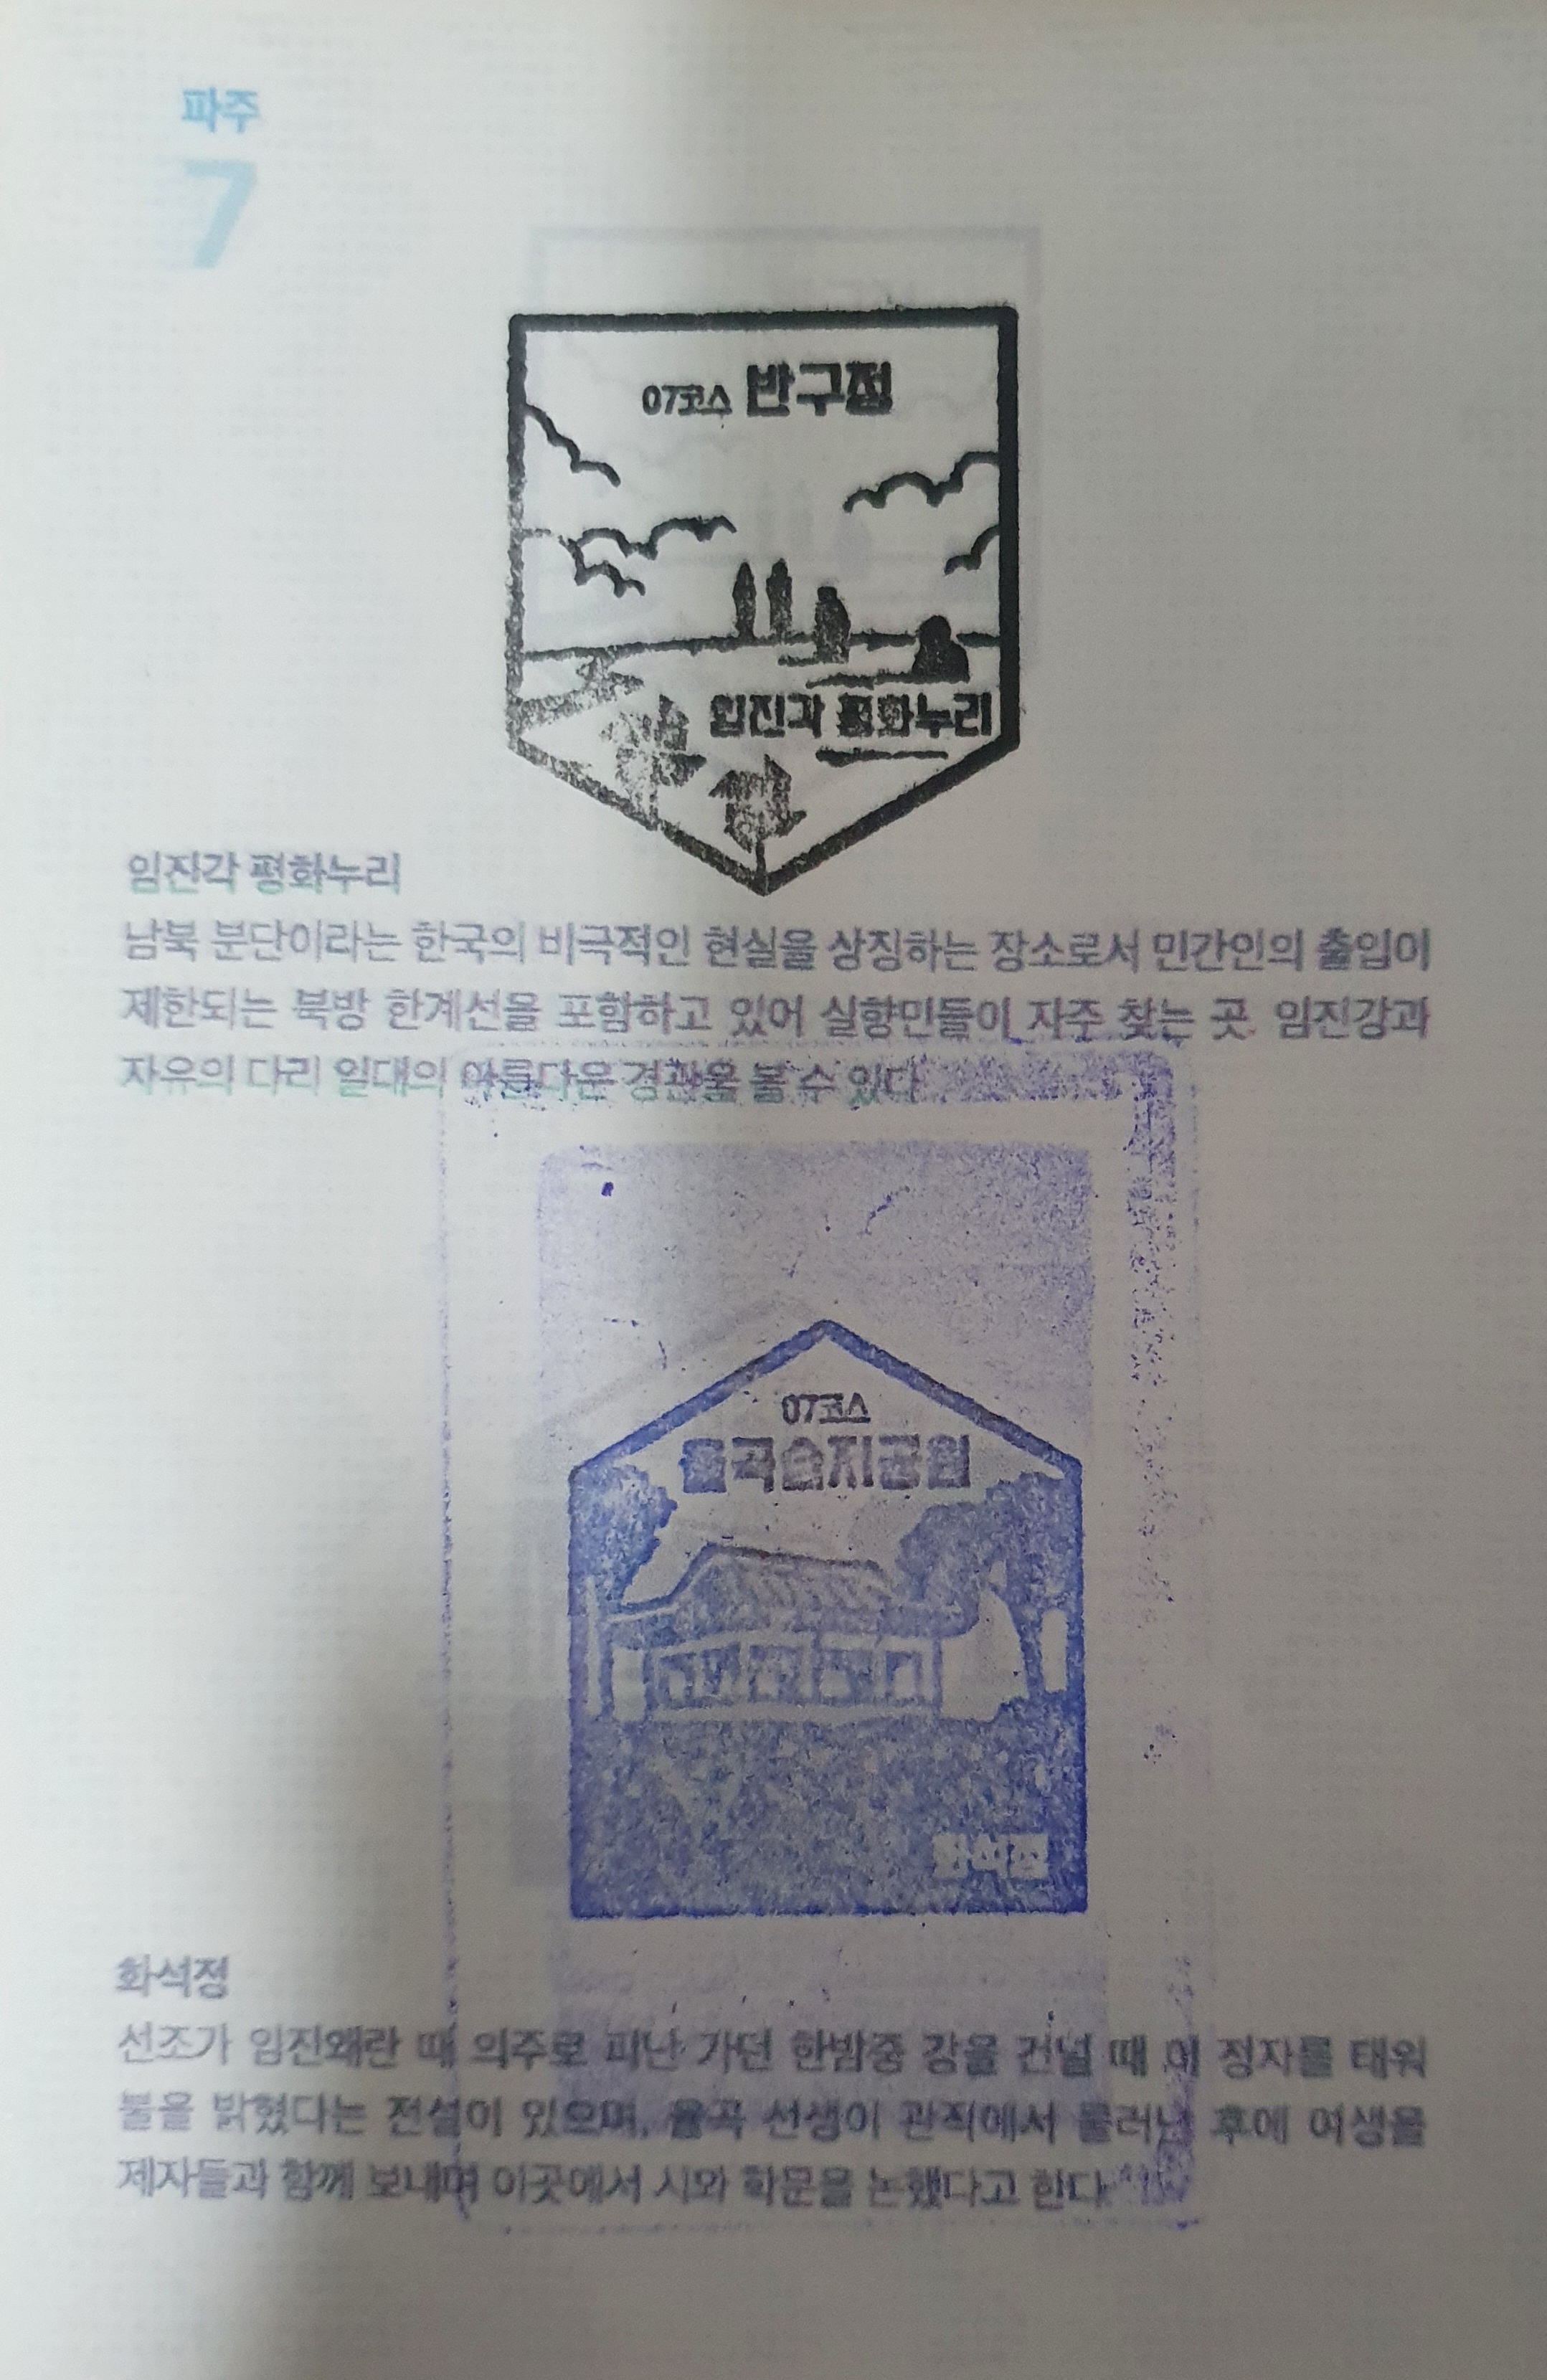 파주
7
07코스 반구정
임진각 평화누리
임진각 평화누리
남북 분단이라는 한국의 비극적인 현실을 상징하는 장소로서 민간인의 출입이
제한되는 북방 한계선을 포함하고 있어 실향민들이 자주 찾는 곳. 임진강과
자유의 다리 일대의 아름다운 경관을 볼 수 있다.
07코스
율곡습지공원
화석정
화석정
선조가 임진왜란 때 의주로 피난 가던 한밤중 강을 건널 때 이 정자를 태워
불을 밝혔다는 전설이 있으며, 율곡 선생이 관직에서 물러난 후에 여생을
제자들과 함께 보내며 이곳에서 시와 학문을 논했다고 한다.